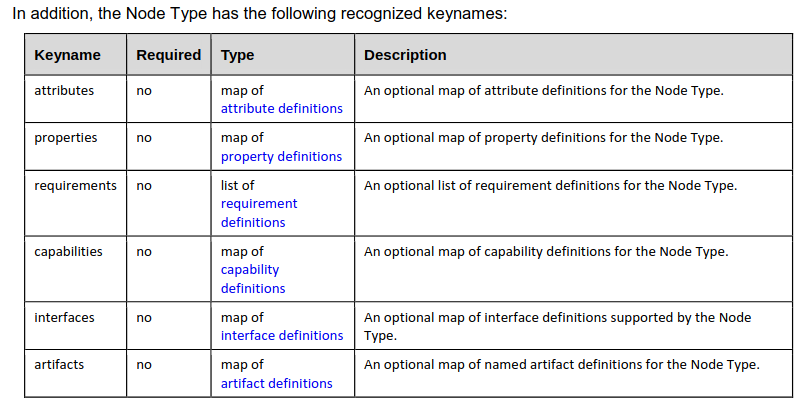 In addition, the Node Type has the following recognized keynames:
Keyname Required Type Description
attributes no map of An optional map of attribute definitions for the Node Type.
attribute definitions
properties no map of An optional map of property definitions for the Node Type.
property definitions
requirements no list of An optional list of requirement definitions for the Node Type.
requirement
definitions
capabilities no map of An optional map of capability definitions for the Node Type.
capability
definitions
interfaces no map of An optional map of interface definitions supported by the Node
interface definitions Type.
artifacts no map of An optional map of named artifact definitions for the Node Type.
artifact definitions